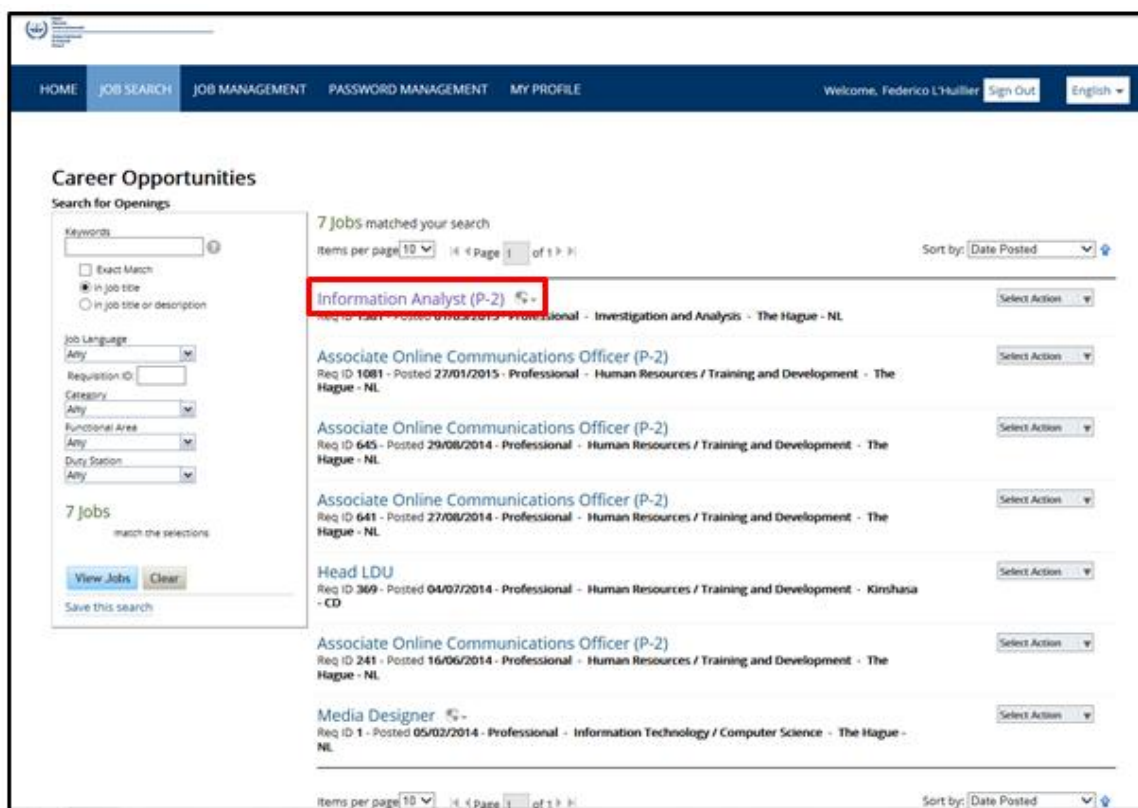 HOME JOB SEARCH JOB MANAGEMENT PASSWORD MANAGEMENT MY PROFILE Welcome, Federico L'Huillier Sign Out English
Career Opportunities
Search for Openings
Keywords
Exact Match
in job title
in job title or description
Job Language
Any
Requisition ID:
Category
Any
Functional Area
Any
Duty Station
Any
7 Jobs
match the selections
View Jobs Clear
Save this search
7 Jobs matched your search
Items per page 10 Page 1 of 1 Sort by: Date Posted
Information Analyst (P-2) Select Action
Req ID - Posted - Professional - Investigation and Analysis - The Hague - NL
Associate Online Communications Officer (P-2) Select Action
Req ID 1081 - Posted 27/01/2015 - Professional - Human Resources / Training and Development - The
Hague - NL
Associate Online Communications Officer (P-2) Select Action
Req ID 645 - Posted 29/08/2014 - Professional - Human Resources / Training and Development - The
Hague - NL
Associate Online Communications Officer (P-2) Select Action
Req ID 641 - Posted 27/08/2014 - Professional - Human Resources / Training and Development - The
Hague - NL
Head LDU Select Action
Req ID 369 - Posted 04/07/2014 - Professional - Human Resources / Training and Development - Kinshasa
- CD
Associate Online Communications Officer (P-2) Select Action
Req ID 241 - Posted 16/06/2014 - Professional - Human Resources / Training and Development - The
Hague - NL
Media Designer Select Action
Req ID 1 - Posted 05/02/2014 - Professional - Information Technology / Computer Science - The Hague -
NL
Items per page 10 Page 1 of 1 Sort by: Date Posted